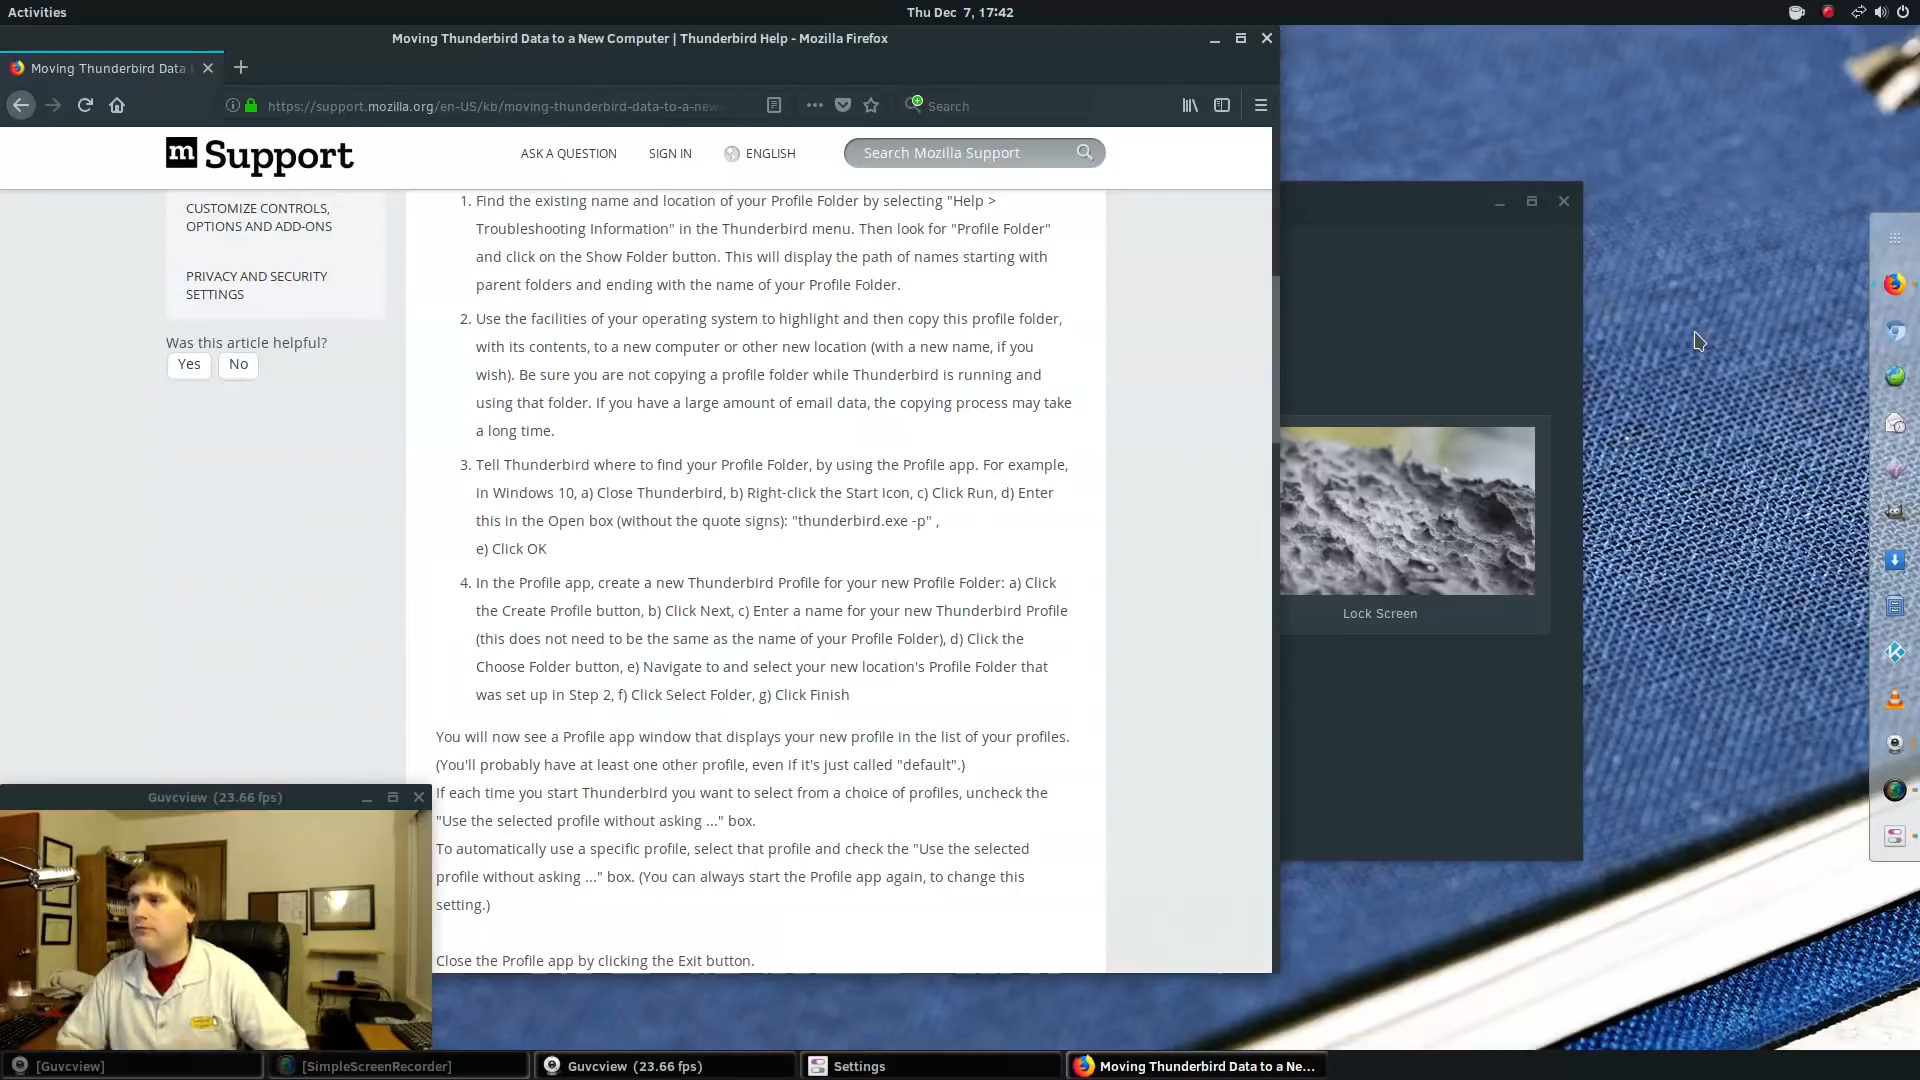 Activities
Thu Dec 7, 17:42
Moving Thunderbird Data to a New Computer | Thunderbird Help - Mozilla Firefox
Moving Thunderbird Data
https://support.mozilla.org/en-US/kb/moving-thunderbird-data-to-a-new-
Search
m Support
ASK A QUESTION
SIGN IN
ENGLISH
Search Mozilla Support
CUSTOMIZE CONTROLS,
OPTIONS AND ADD-ONS
PRIVACY AND SECURITY
SETTINGS
Was this article helpful?
Yes
No
1. Find the existing name and location of your Profile Folder by selecting "Help >
Troubleshooting Information" in the Thunderbird menu. Then look for "Profile Folder"
and click on the Show Folder button. This will display the path of names starting with
parent folders and ending with the name of your Profile Folder.
2. Use the facilities of your operating system to highlight and then copy this profile folder,
with its contents, to a new computer or other new location (with a new name, if you
wish). Be sure you are not copying a profile folder while Thunderbird is running and
using that folder. If you have a large amount of email data, the copying process may take
a long time.
3. Tell Thunderbird where to find your Profile Folder, by using the Profile app. For example,
in Windows 10, a) Close Thunderbird, b) Right-click the Start icon, c) Click Run, d) Enter
this in the Open box (without the quote signs): "thunderbird.exe -p" ,
e) Click OK
4. In the Profile app, create a new Thunderbird Profile for your new Profile Folder: a) Click
the Create Profile button, b) Click Next, c) Enter a name for your new Thunderbird Profile
(this does not need to be the same as the name of your Profile Folder), d) Click the
Choose Folder button, e) Navigate to and select your new location's Profile Folder that
was set up in Step 2, f) Click Select Folder, g) Click Finish
You will now see a Profile app window that displays your new profile in the list of your profiles.
(You'll probably have at least one other profile, even if it's just called "default".)
If each time you start Thunderbird you want to select from a choice of profiles, uncheck the
"Use the selected profile without asking ..." box.
To automatically use a specific profile, select that profile and check the "Use the selected
profile without asking ..." box. (You can always start the Profile app again, to change this
setting.)
Close the Profile app by clicking the Exit button.
Lock Screen
Guvcview (23.66 fps)
[Guvcview]
[SimpleScreenRecorder]
Guvcview (23.66 fps)
Settings
Moving Thunderbird Data to a Ne...